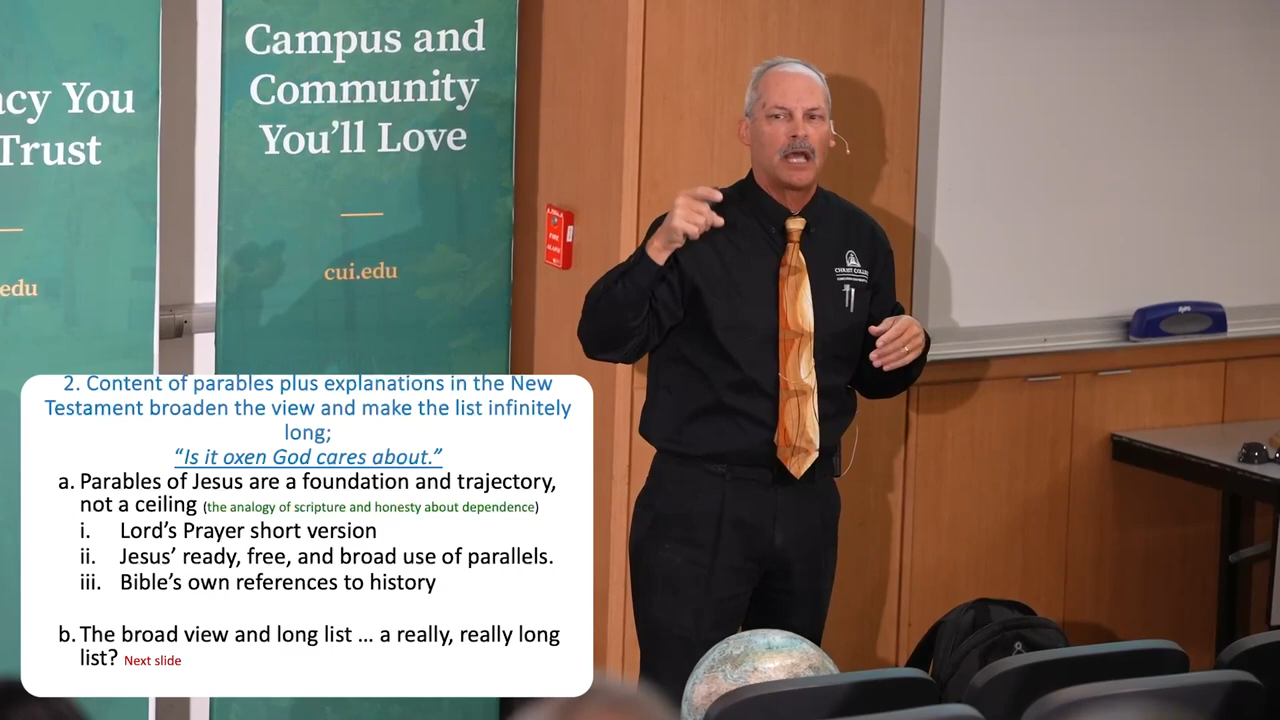 acy You
Trust
edu
Campus and
Community
You'll Love
cui.edu
FIRE
ALARM
CHRIST COLLE
2. Content of parables plus explanations in the New
Testament broaden the view and make the list infinitely
long;
“Is it oxen God cares about.”
a. Parables of Jesus are a foundation and trajectory,
not a ceiling (the analogy of scripture and honesty about dependence)
i. Lord’s Prayer short version
ii. Jesus’ ready, free, and broad use of parallels.
iii. Bible’s own references to history
b. The broad view and long list ... a really, really long
list? Next slide